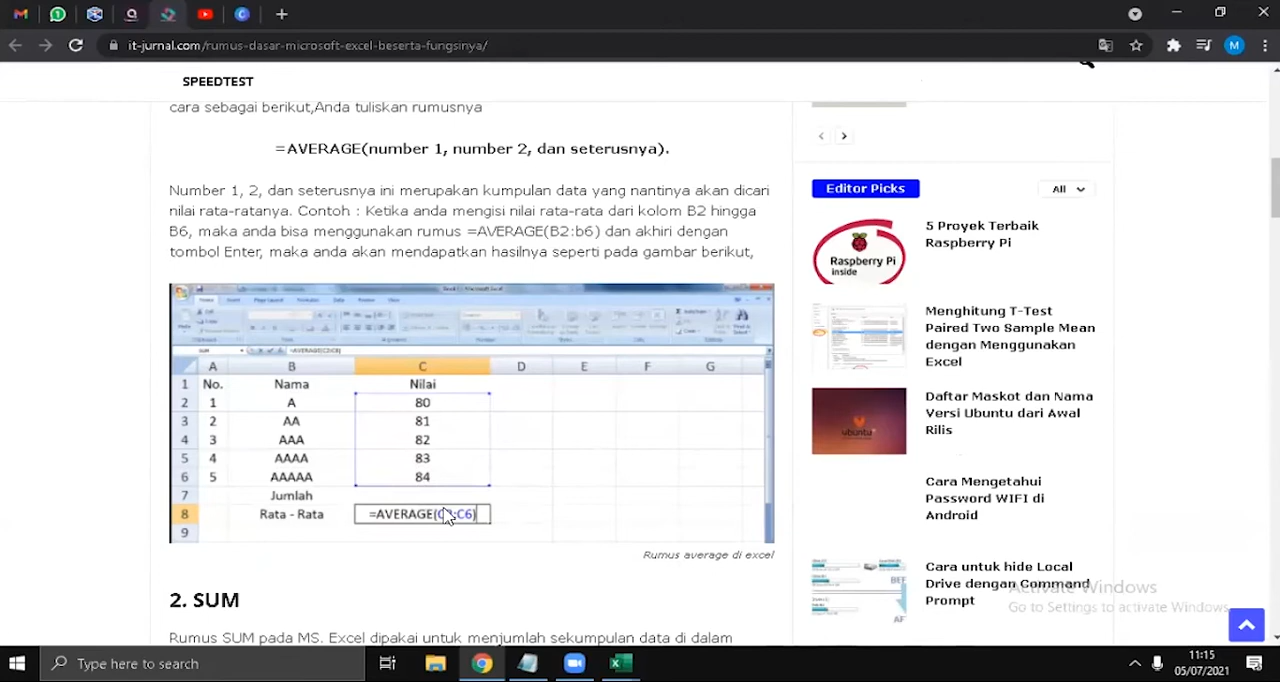 it-jurnal.com/rumus-dasar-microsoft-excel-beserta-fungsinya/
M
SPEEDTEST
cara sebagai berikut,Anda tuliskan rumusnya
=AVERAGE(number 1, number 2, dan seterusnya).
Number 1, 2, dan seterusnya ini merupakan kumpulan data yang nantinya akan dicari
nilai rata-ratanya. Contoh : Ketika anda mengisi nilai rata-rata dari kolom B2 hingga
B6, maka anda bisa menggunakan rumus =AVERAGE(B2:b6) dan akhiri dengan
tombol Enter, maka anda akan mendapatkan hasilnya seperti pada gambar berikut,
SUM =AVERAGE(C2:C6)
A B C D E F G
1 No. Nama Nilai
2 1 A 80
3 2 AA 81
4 3 AAA 82
5 4 AAAA 83
6 5 AAAAA 84
7 Jumlah
8 Rata - Rata =AVERAGE(C2:C6)
9
Rumus average di excel
2. SUM
Rumus SUM pada MS. Excel dipakai untuk menjumlah sekumpulan data di dalam
Editor Picks
All
Raspberry Pi
inside
5 Proyek Terbaik
Raspberry Pi
Menghitung T-Test
Paired Two Sample Mean
dengan Menggunakan
Excel
ubuntu
Daftar Maskot dan Nama
Versi Ubuntu dari Awal
Rilis
Cara Mengetahui
Password WIFI di
Android
BEF
AF
Cara untuk hide Local
Drive dengan Command
Prompt
Activate Windows
Go to Settings to activate Windows.
Type here to search
11:15
05/07/2021